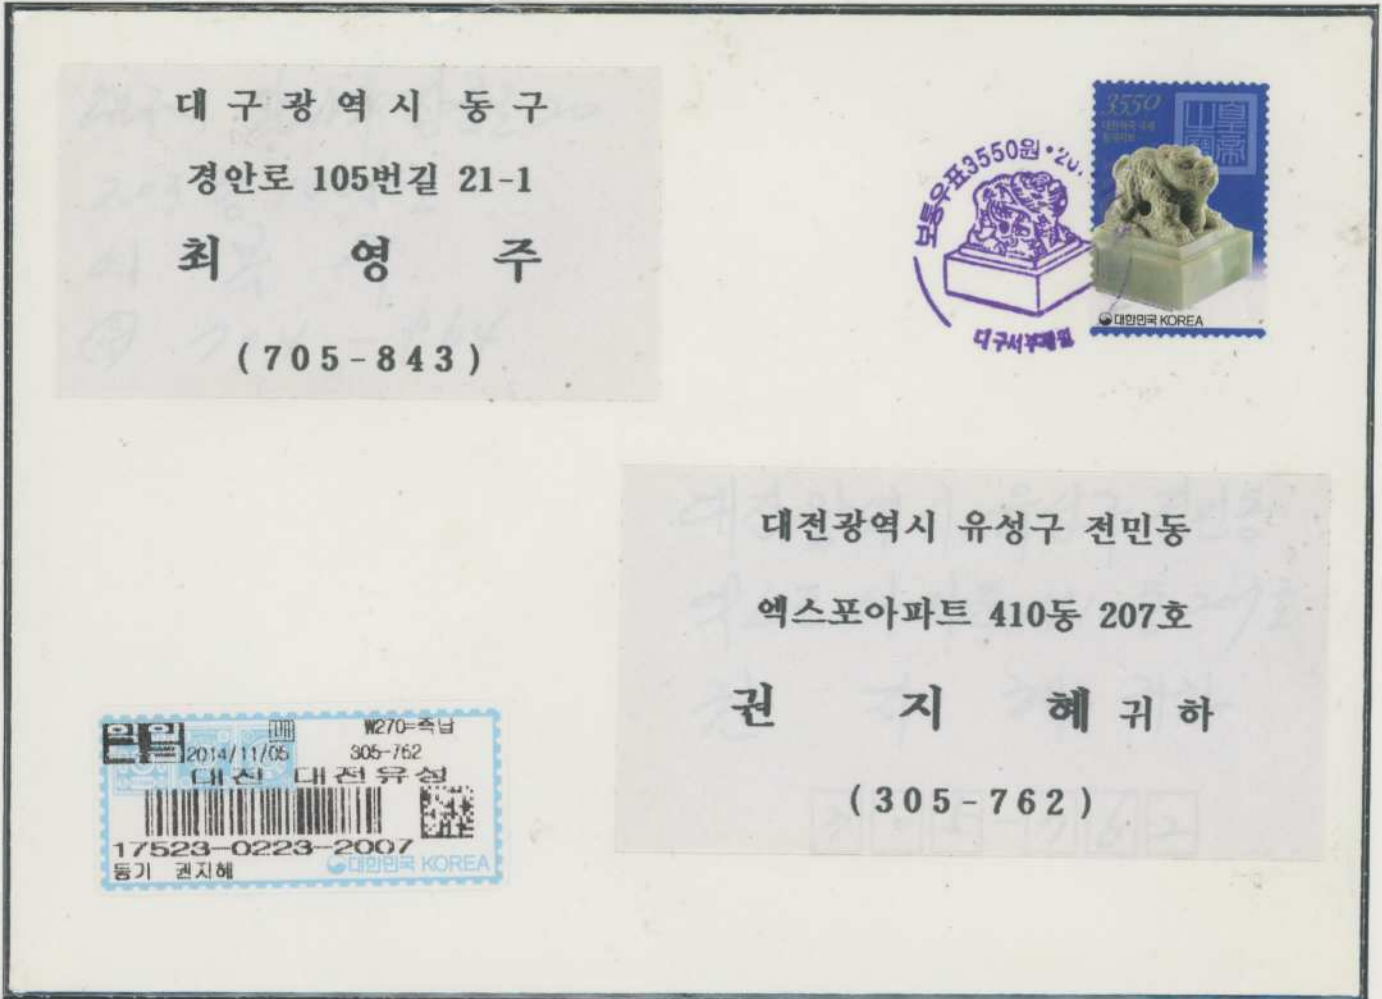 대구광역시 동구
경안로 105번길 21-1
최 영 주
(705-843)
3550
보통우표3550원·20
대구서부
대한민국 KOREA
대전광역시 유성구 전민동
엑스포아파트 410동 207호
권 지 혜 귀하
(305-762)
익일
₩270=즉납
2014/11/05 305-762
대전 대전유성
17523-0223-2007
등기 권지혜
대한민국 KOREA